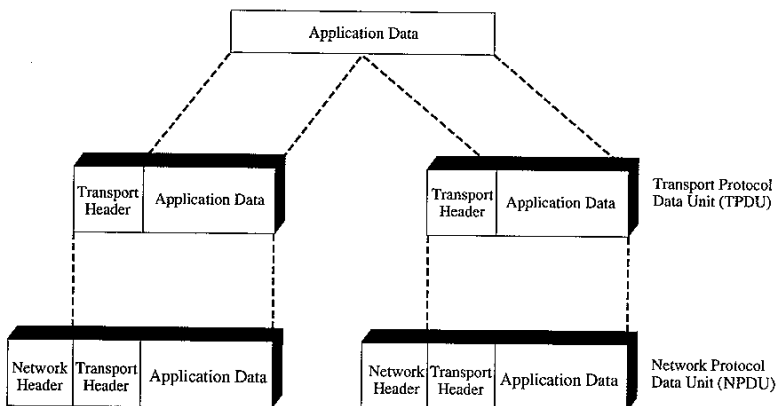 Application Data
Transport
Header
Application Data
Transport
Header
Application Data
Transport Protocol
Data Unit (TPDU)
Network
Header
Transport
Header
Application Data
Network
Header
Transport
Header
Application Data
Network Protocol
Data Unit (NPDU)